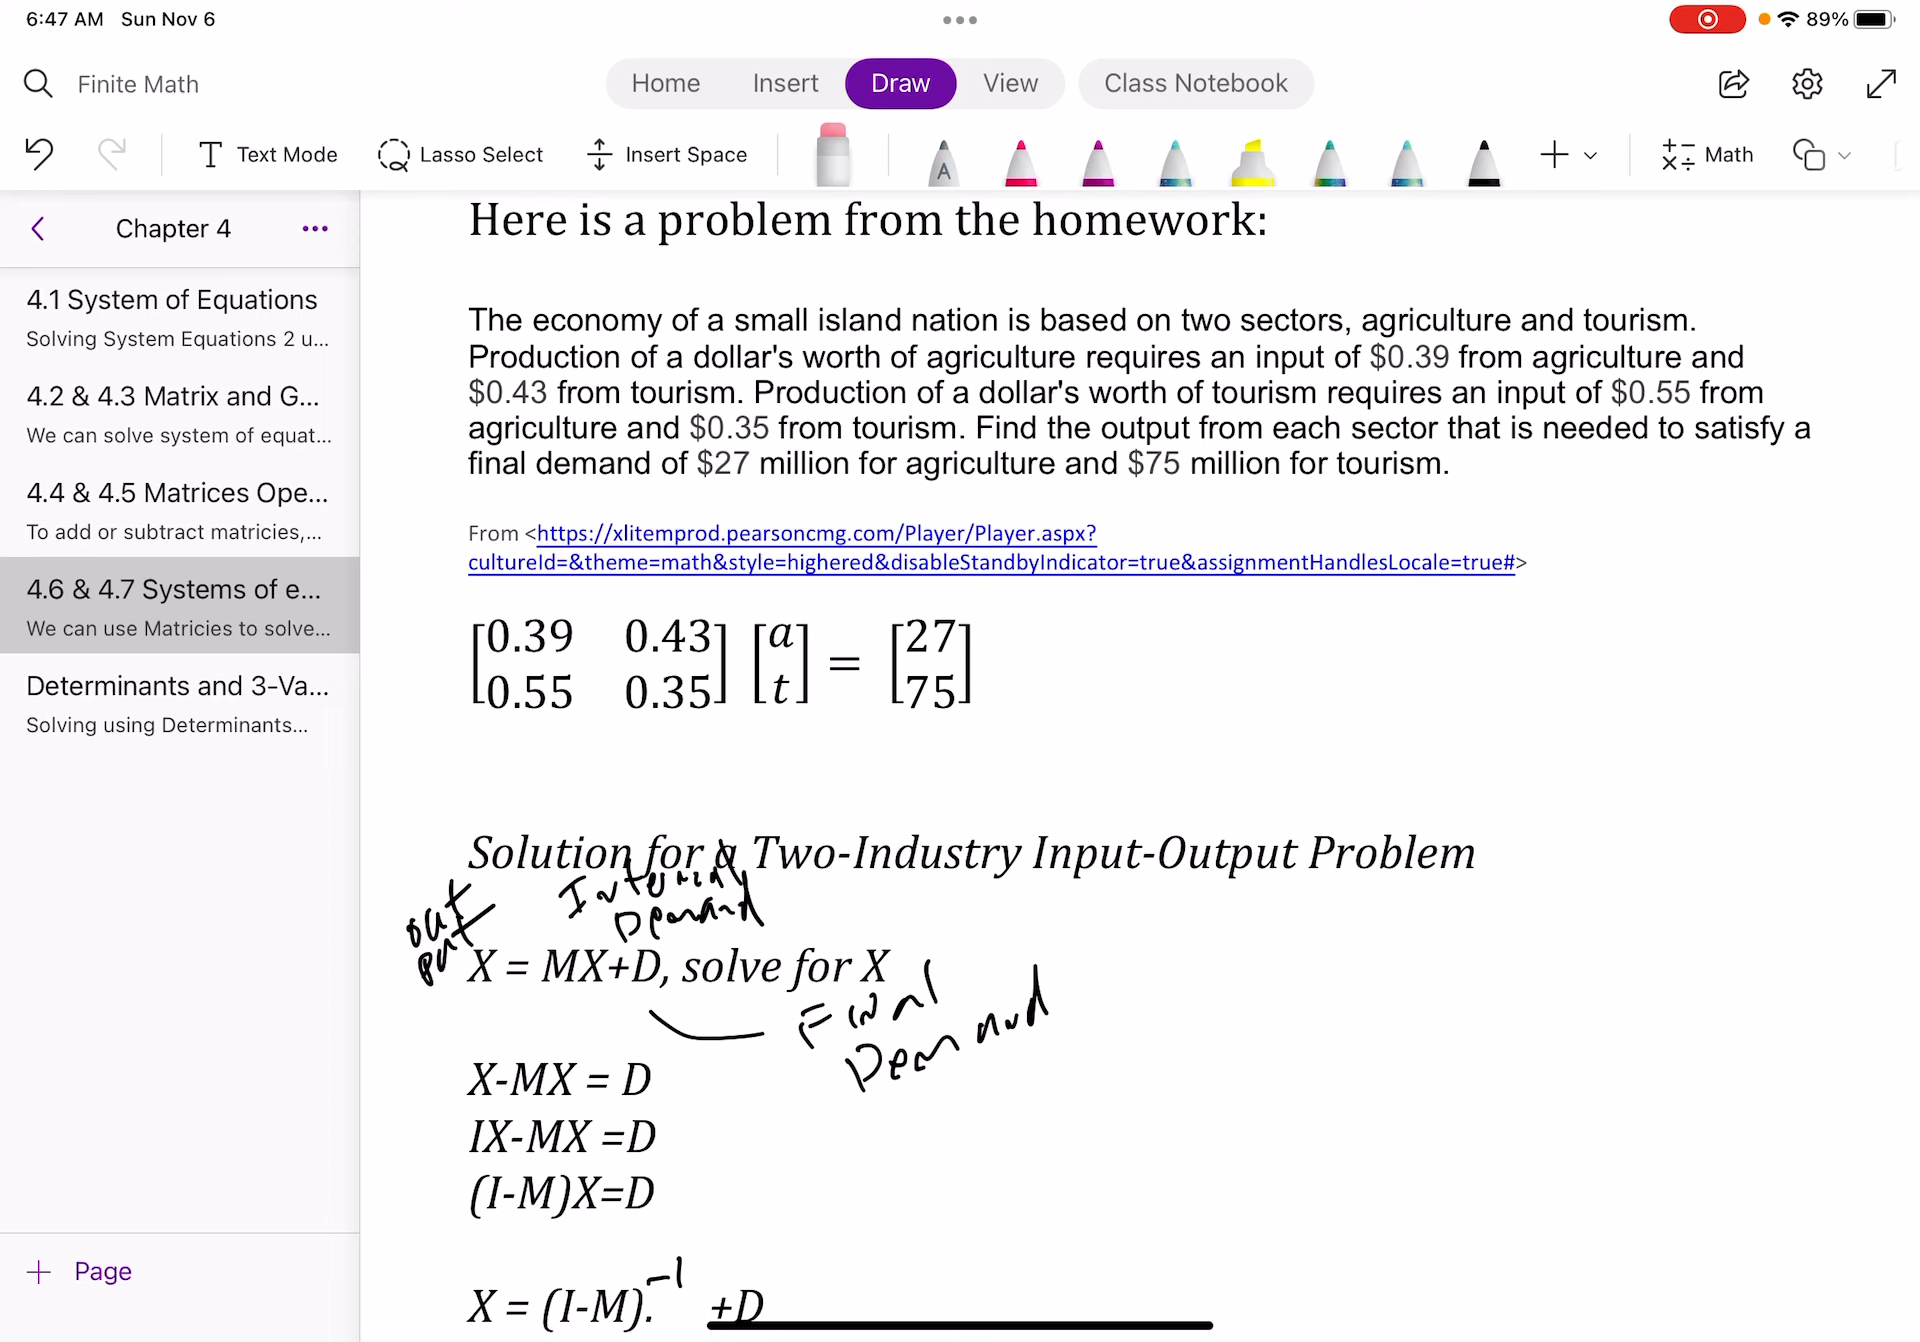 6:47 AM Sun Nov 6
89%
Finite Math
Home Insert Draw View Class Notebook
Text Mode Lasso Select Insert Space A Math
Chapter 4
4.1 System of Equations
Solving System Equations 2 u...
4.2 & 4.3 Matrix and G...
We can solve system of equat...
4.4 & 4.5 Matrices Ope...
To add or subtract matricies,...
4.6 & 4.7 Systems of e...
We can use Matricies to solve...
Determinants and 3-Va...
Solving using Determinants...
+ Page
Here is a problem from the homework:
The economy of a small island nation is based on two sectors, agriculture and tourism.
Production of a dollar's worth of agriculture requires an input of $0.39 from agriculture and
$0.43 from tourism. Production of a dollar's worth of tourism requires an input of $0.55 from
agriculture and $0.35 from tourism. Find the output from each sector that is needed to satisfy a
final demand of $27 million for agriculture and $75 million for tourism.
From <https://xlitemprod.pearsoncmg.com/Player/Player.aspx?
cultureId=&theme=math&style=highered&disableStandbyIndicator=true&assignmentHandlesLocale=true#>
[0.39 0.43] [a] = [27]
[0.55 0.35] [t] [75]
Solution for a Two-Industry Input-Output Problem
Internal
Demand
out
put
X = MX+D, solve for X
Final
Demand
X-MX = D
IX-MX =D
(I-M)X=D
X = (I-M).⁻¹ +D